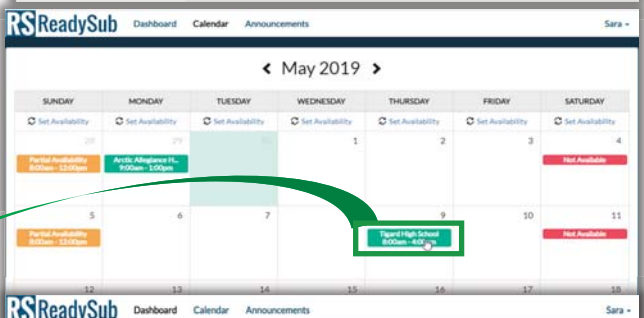 RS ReadySub Dashboard Calendar Announcements Sara
May 2019
SUNDAY MONDAY TUESDAY WEDNESDAY THURSDAY FRIDAY SATURDAY
Set Availability Set Availability Set Availability Set Availability Set Availability Set Availability Set Availability
28 29 30 1 2 3 4
Partial Availability Arctic Allegiance H... Not Available
8:00am - 12:00pm 9:00am - 1:00pm
5 6 7 9 10 11
Partial Availability Tigard High School Not Available
8:00am - 12:00pm 8:00am - 4:00pm
12 13 14 15 16 17 18
RS ReadySub Dashboard Calendar Announcements Sara